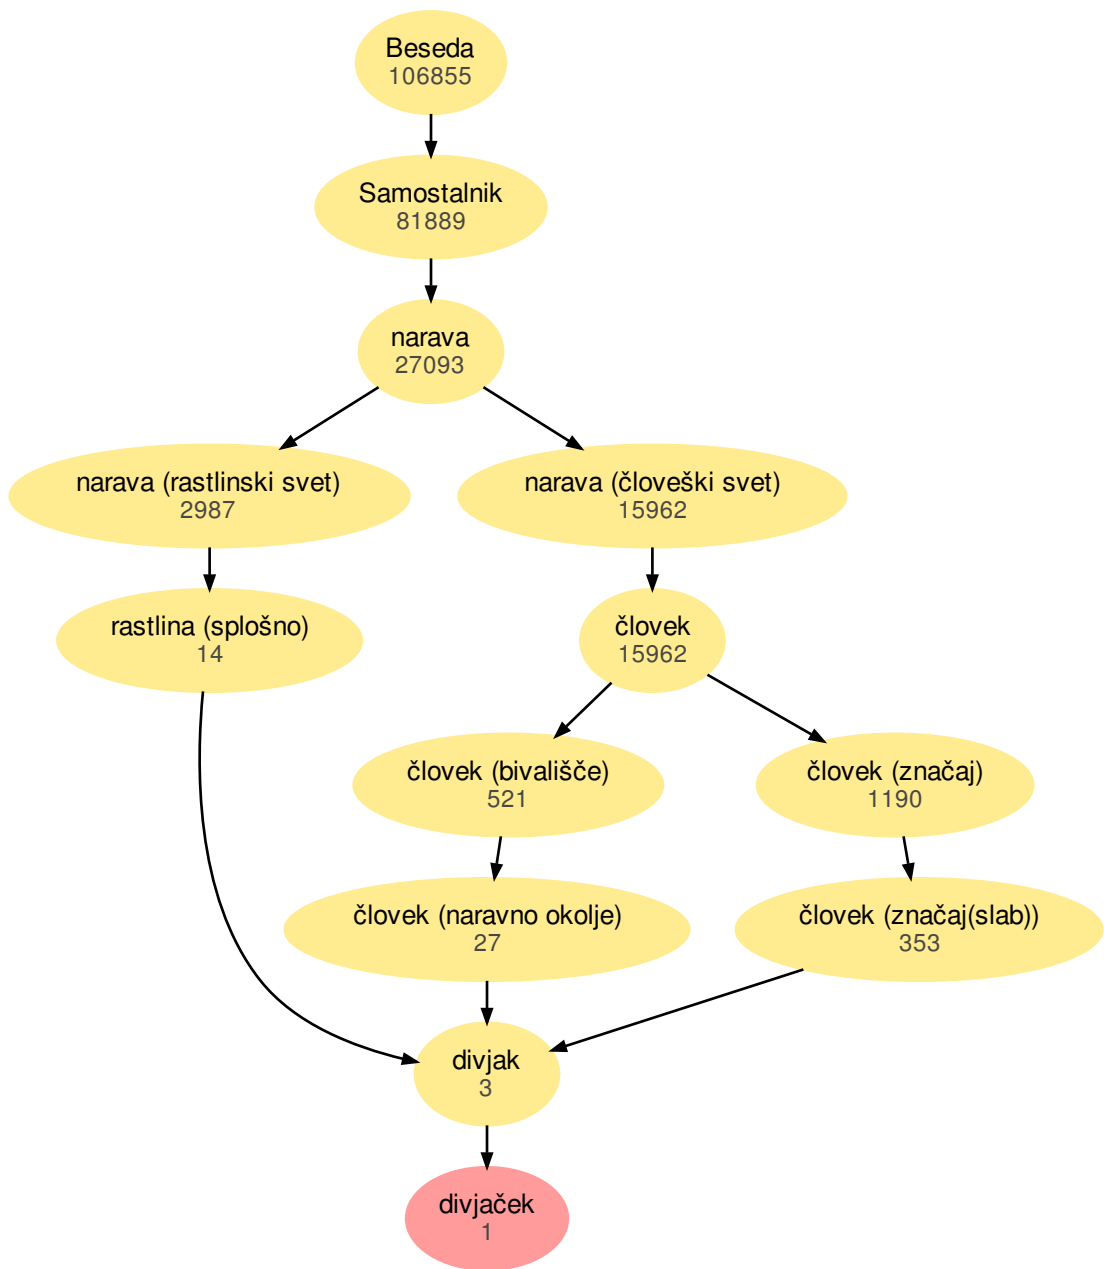 Beseda
106855
Samostalnik
81889
narava
27093
narava (rastlinski svet)
2987
narava (človeški svet)
15962
rastlina (splošno)
14
človek
15962
človek (bivališče)
521
človek (značaj)
1190
človek (naravno okolje)
27
človek (značaj(slab))
353
divjak
3
divjaček
1